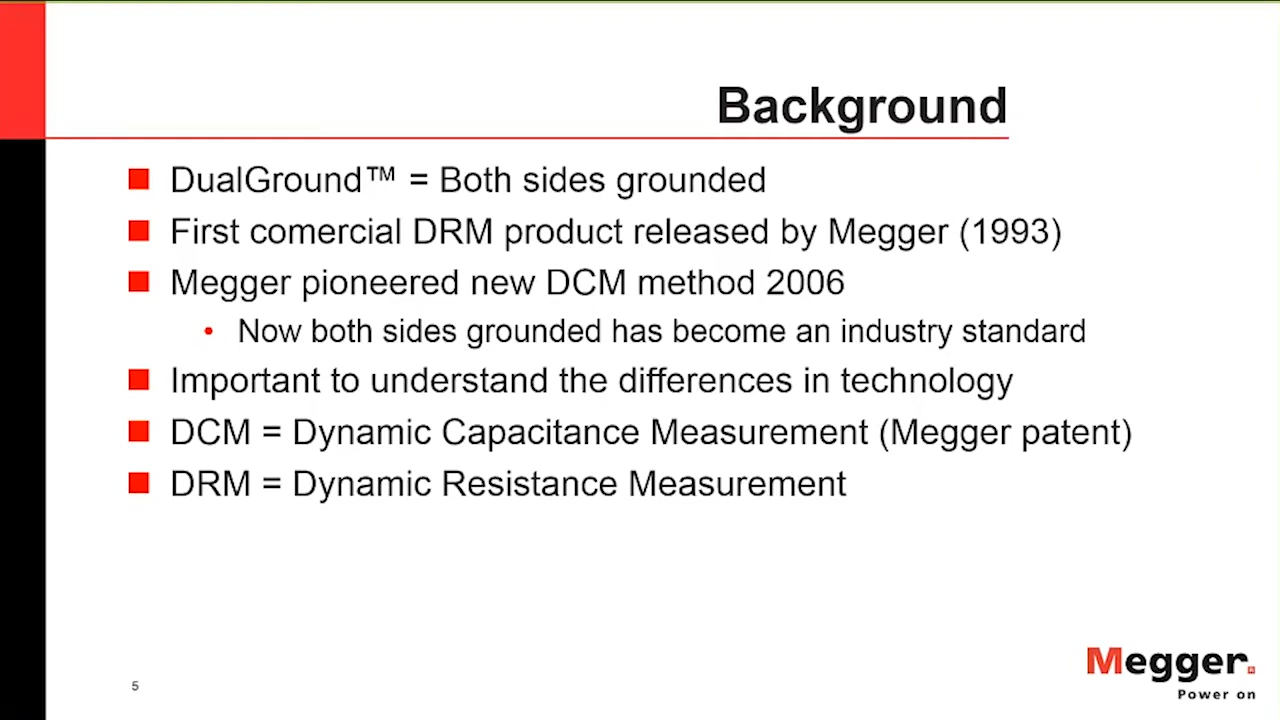 Background
DualGround™ = Both sides grounded
First comercial DRM product released by Megger (1993)
Megger pioneered new DCM method 2006
Now both sides grounded has become an industry standard
Important to understand the differences in technology
DCM = Dynamic Capacitance Measurement (Megger patent)
DRM = Dynamic Resistance Measurement
5
Megger.
Power on